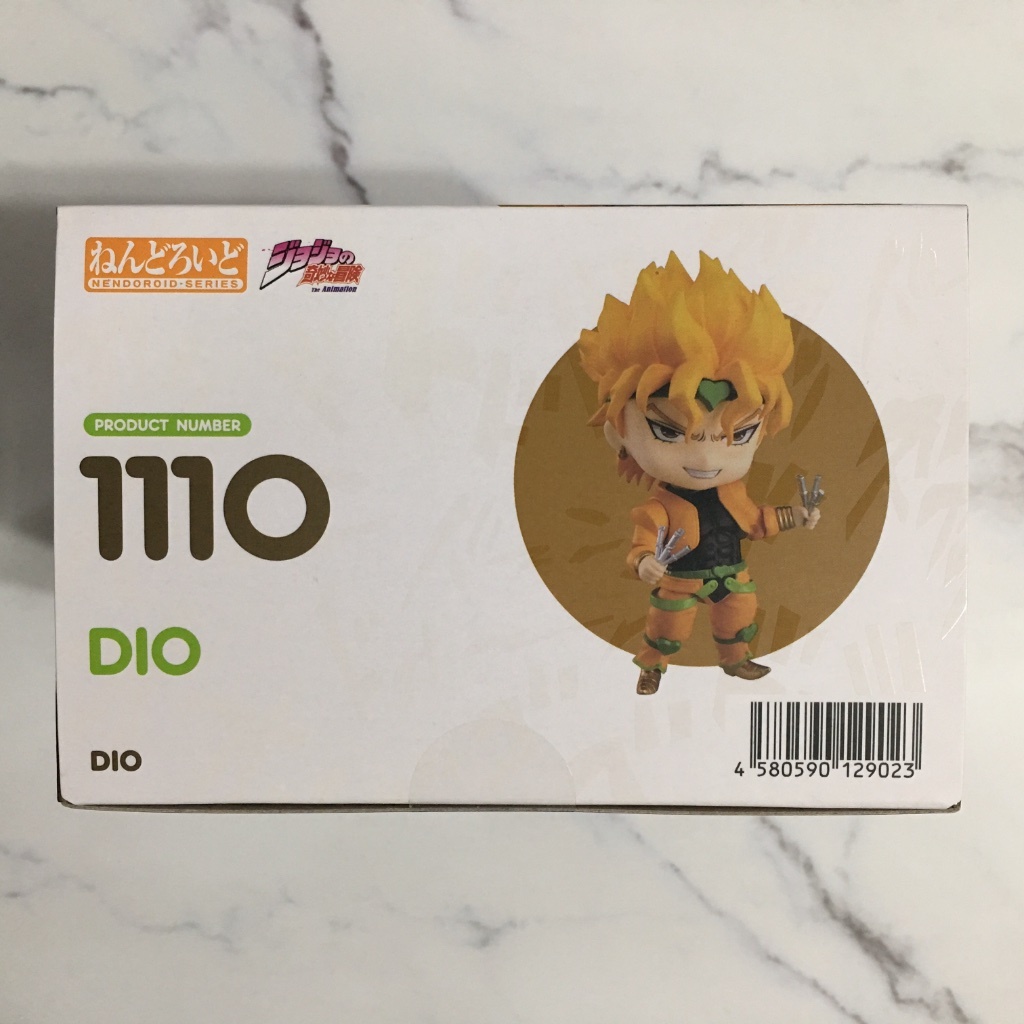 ねんどろいど
NENDOROID·SERIES
ジョジョの
奇妙な冒険
The Animation
PRODUCT NUMBER
1110
DIO
DIO
4 580590 129023